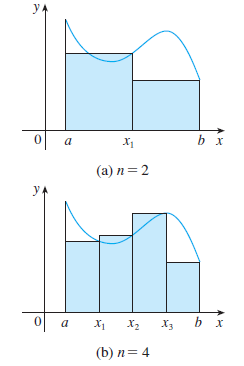 y
0 a x₁ b x
(a) n = 2
y
0 a x₁ x₂ x₃ b x
(b) n = 4